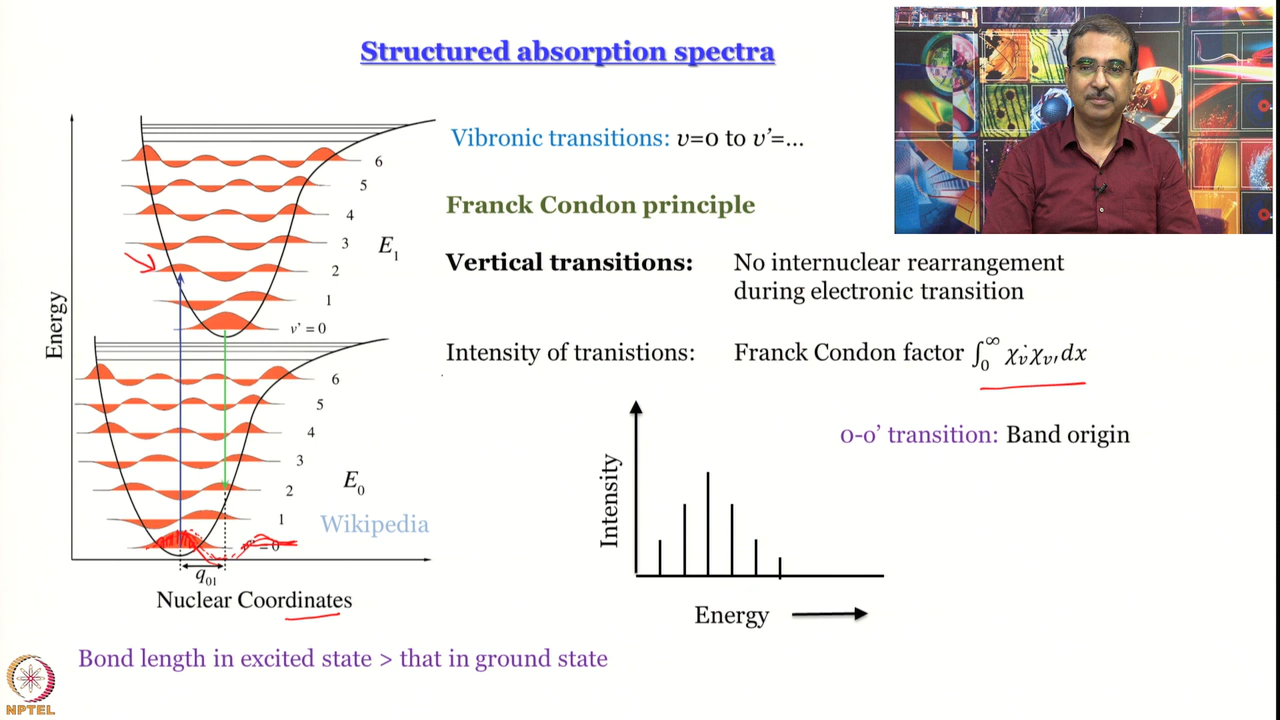 Structured absorption spectra
Vibronic transitions: υ=0 to υ’=...
Franck Condon principle
Vertical transitions: No internuclear rearrangement
during electronic transition
Intensity of tranistions: Franck Condon factor ∫₀^∞ χ_υ^· χ_υ′ dx
0-0’ transition: Band origin
Energy
6
5
4
3
E₁
2
1
v’ = 0
6
5
4
3
E₀
2
1
= 0
Wikipedia
q₀₁
Nuclear Coordinates
Intensity
Energy
Bond length in excited state > that in ground state
NPTEL